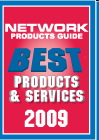 NETWORK
PRODUCTS GUIDE
BEST
PRODUCTS
& SERVICES
2009